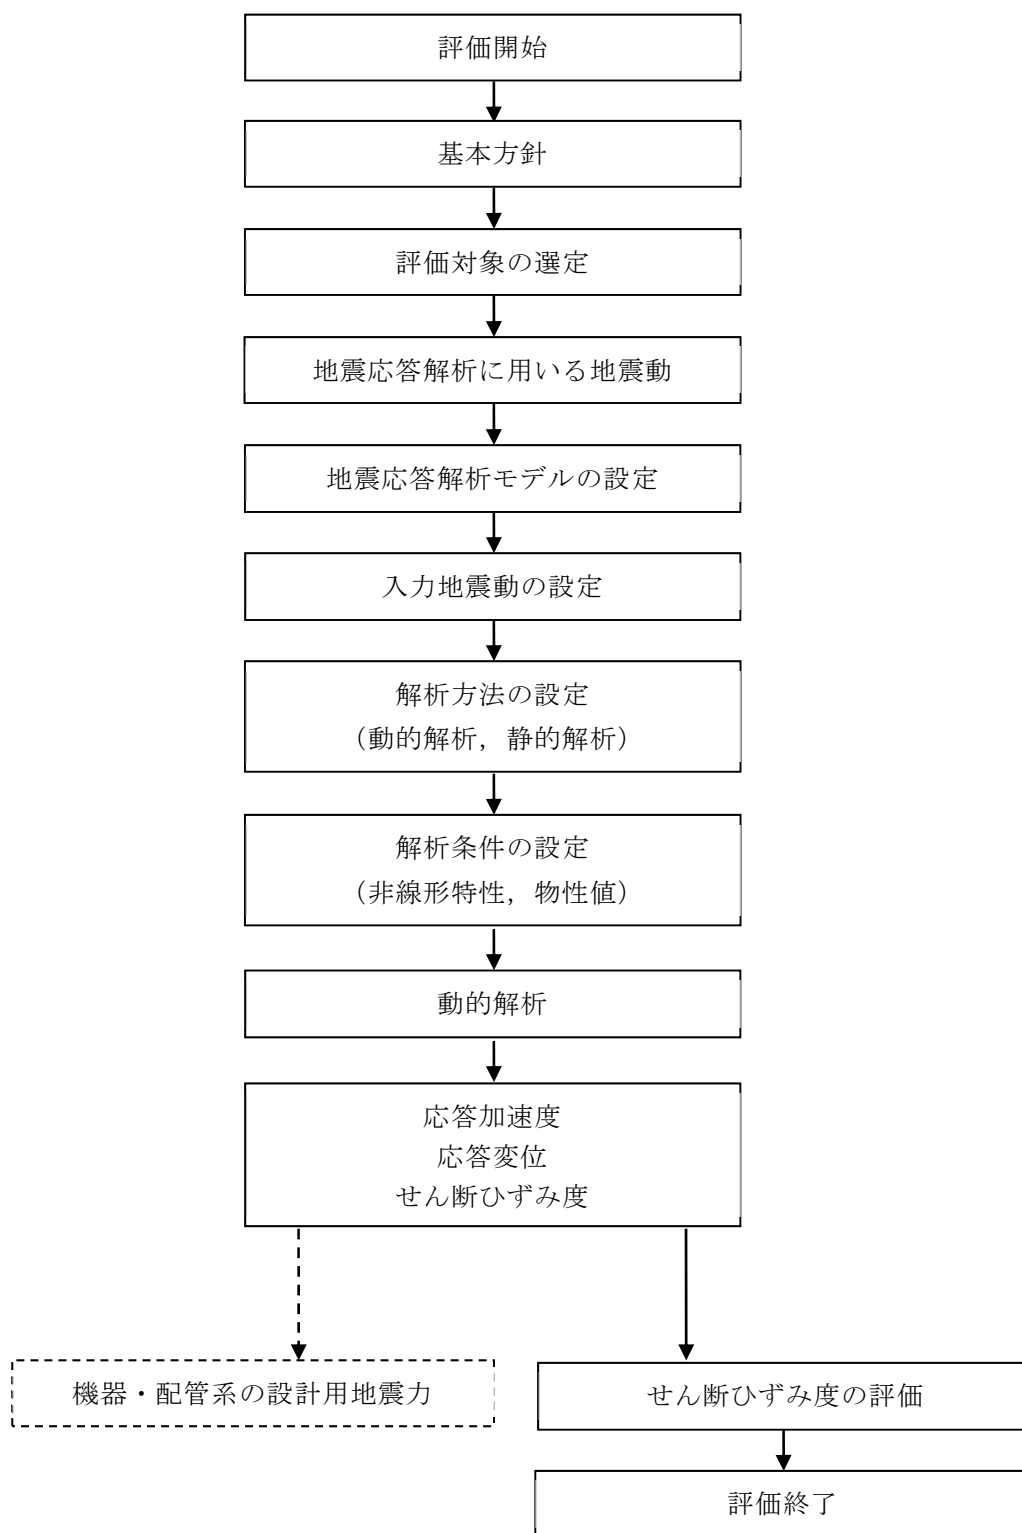 評価開始
基本方針
評価対象の選定
地震応答解析に用いる地震動
地震応答解析モデルの設定
入力地震動の設定
解析方法の設定
（動的解析，静的解析）
解析条件の設定
（非線形特性，物性値）
動的解析
応答加速度
応答変位
せん断ひずみ度
機器・配管系の設計用地震力
せん断ひずみ度の評価
評価終了